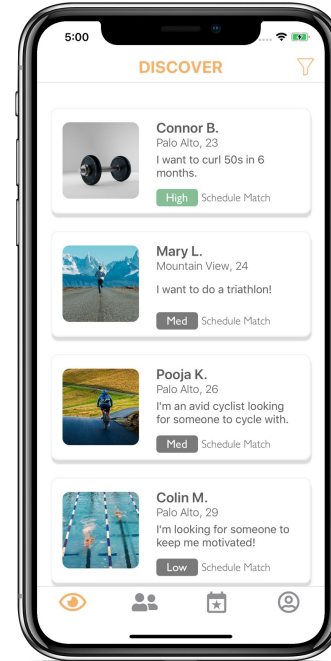 5:00
DISCOVER
Connor B.
Palo Alto, 23
I want to curl 50s in 6
months.
High Schedule Match
Mary L.
Mountain View, 24
I want to do a triathlon!
Med Schedule Match
Pooja K.
Palo Alto, 26
I'm an avid cyclist looking
for someone to cycle with.
Med Schedule Match
Colin M.
Palo Alto, 29
I'm looking for someone to
keep me motivated!
Low Schedule Match